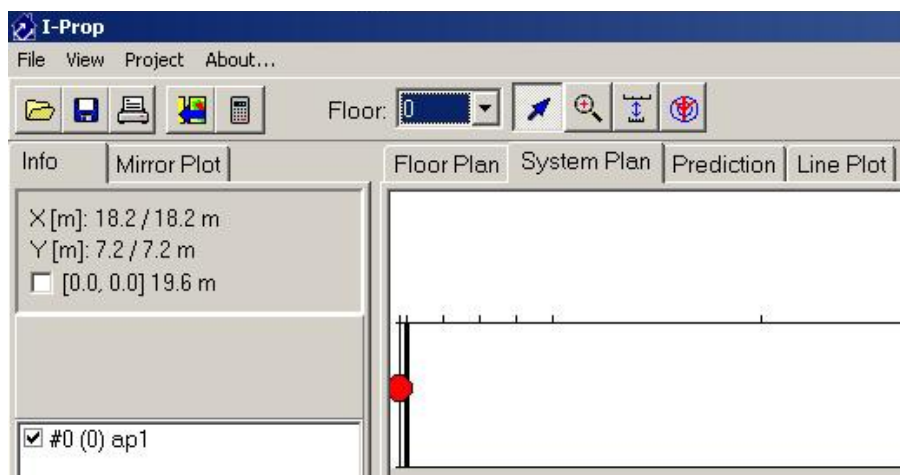 I-Prop
File View Project About...
Floor: 0
Info Mirror Plot Floor Plan System Plan Prediction Line Plot
X [m]: 18.2 / 18.2 m
Y [m]: 7.2 / 7.2 m
[0.0, 0.0] 19.6 m
#0 (0) ap1